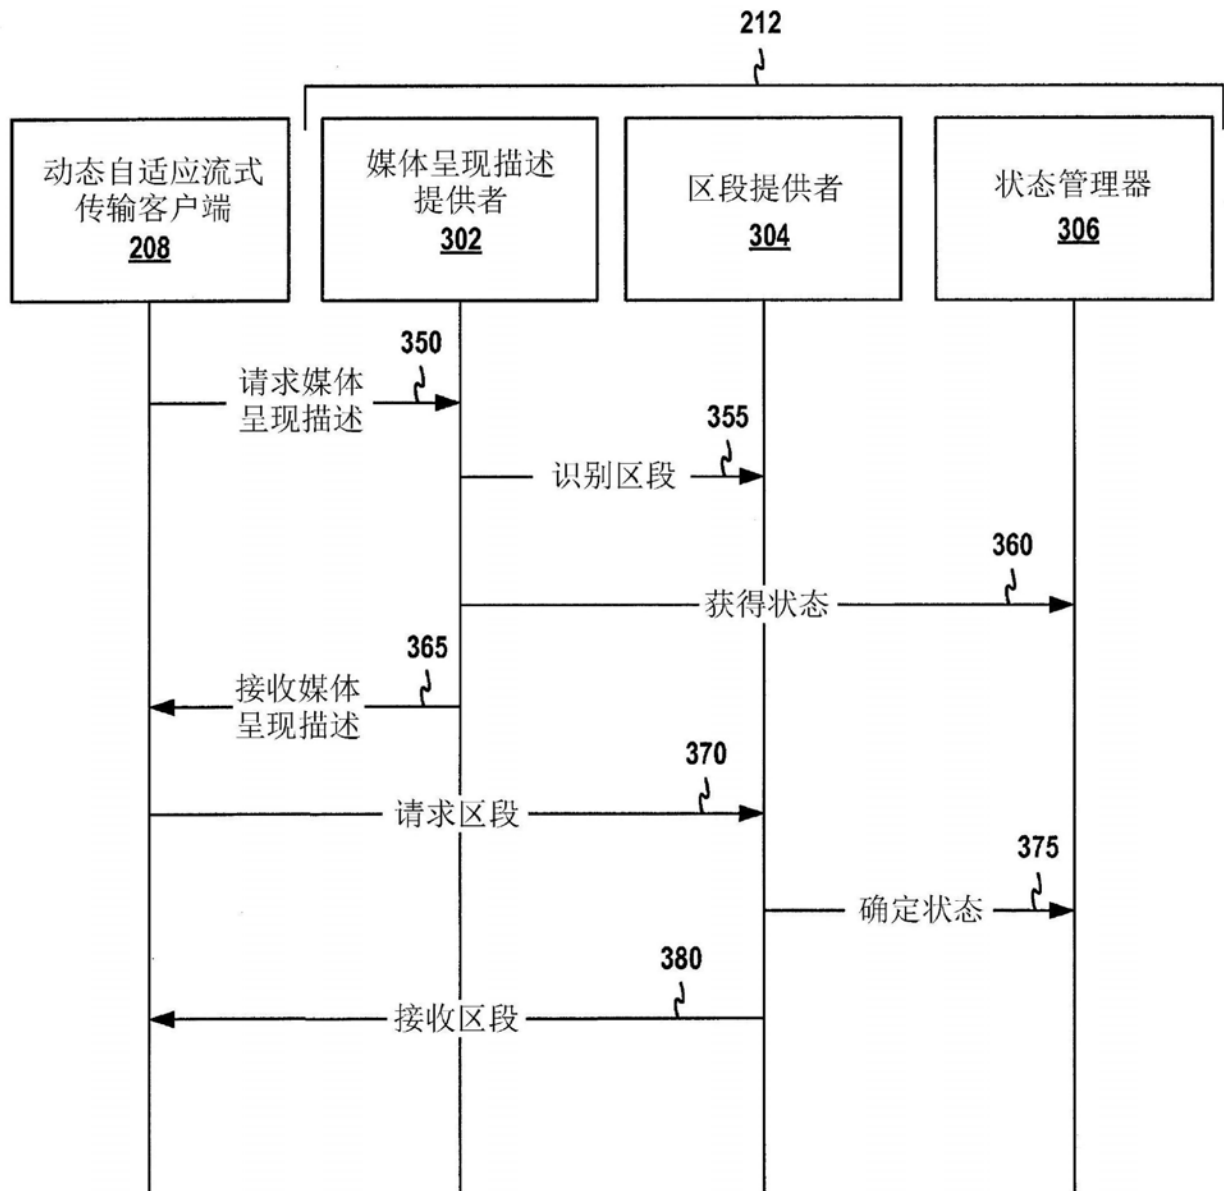 212
动态自适应流式
传输客户端
208
媒体呈现描述
提供者
302
区段提供者
304
状态管理器
306
350
请求媒体
呈现描述
355
识别区段
360
获得状态
365
接收媒体
呈现描述
370
请求区段
375
确定状态
380
接收区段